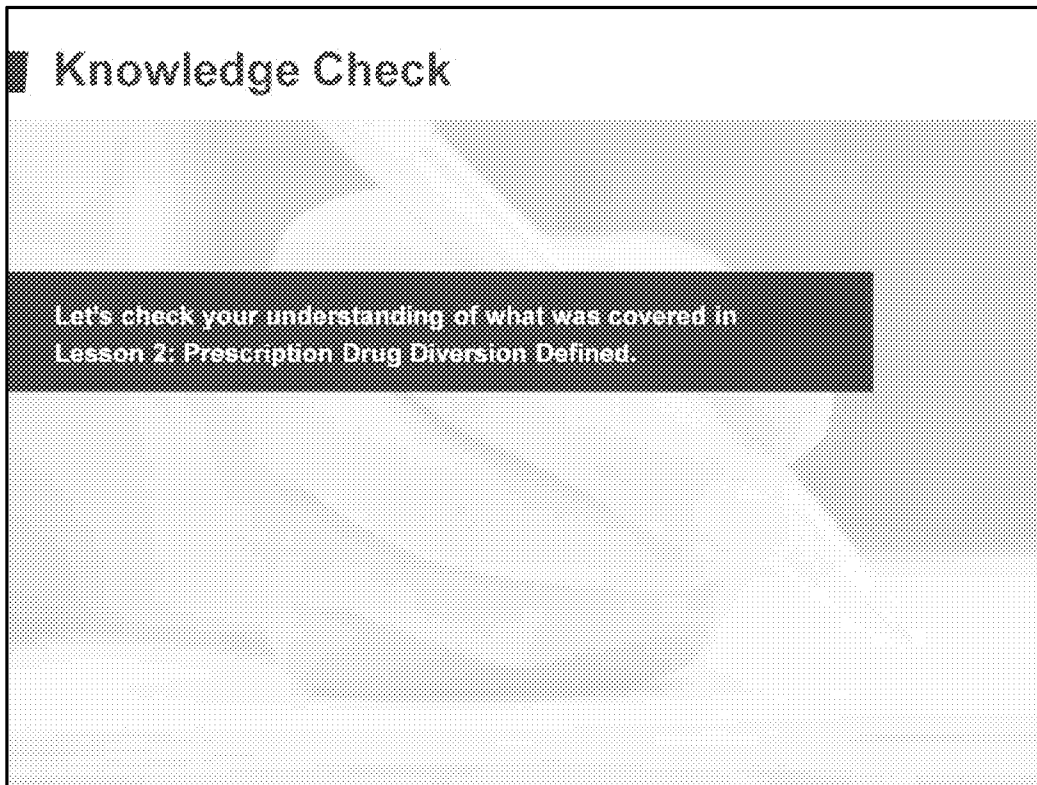 Knowledge Check
Let's check your understanding of what was covered in
Lesson 2: Prescription Drug Diversion Defined.